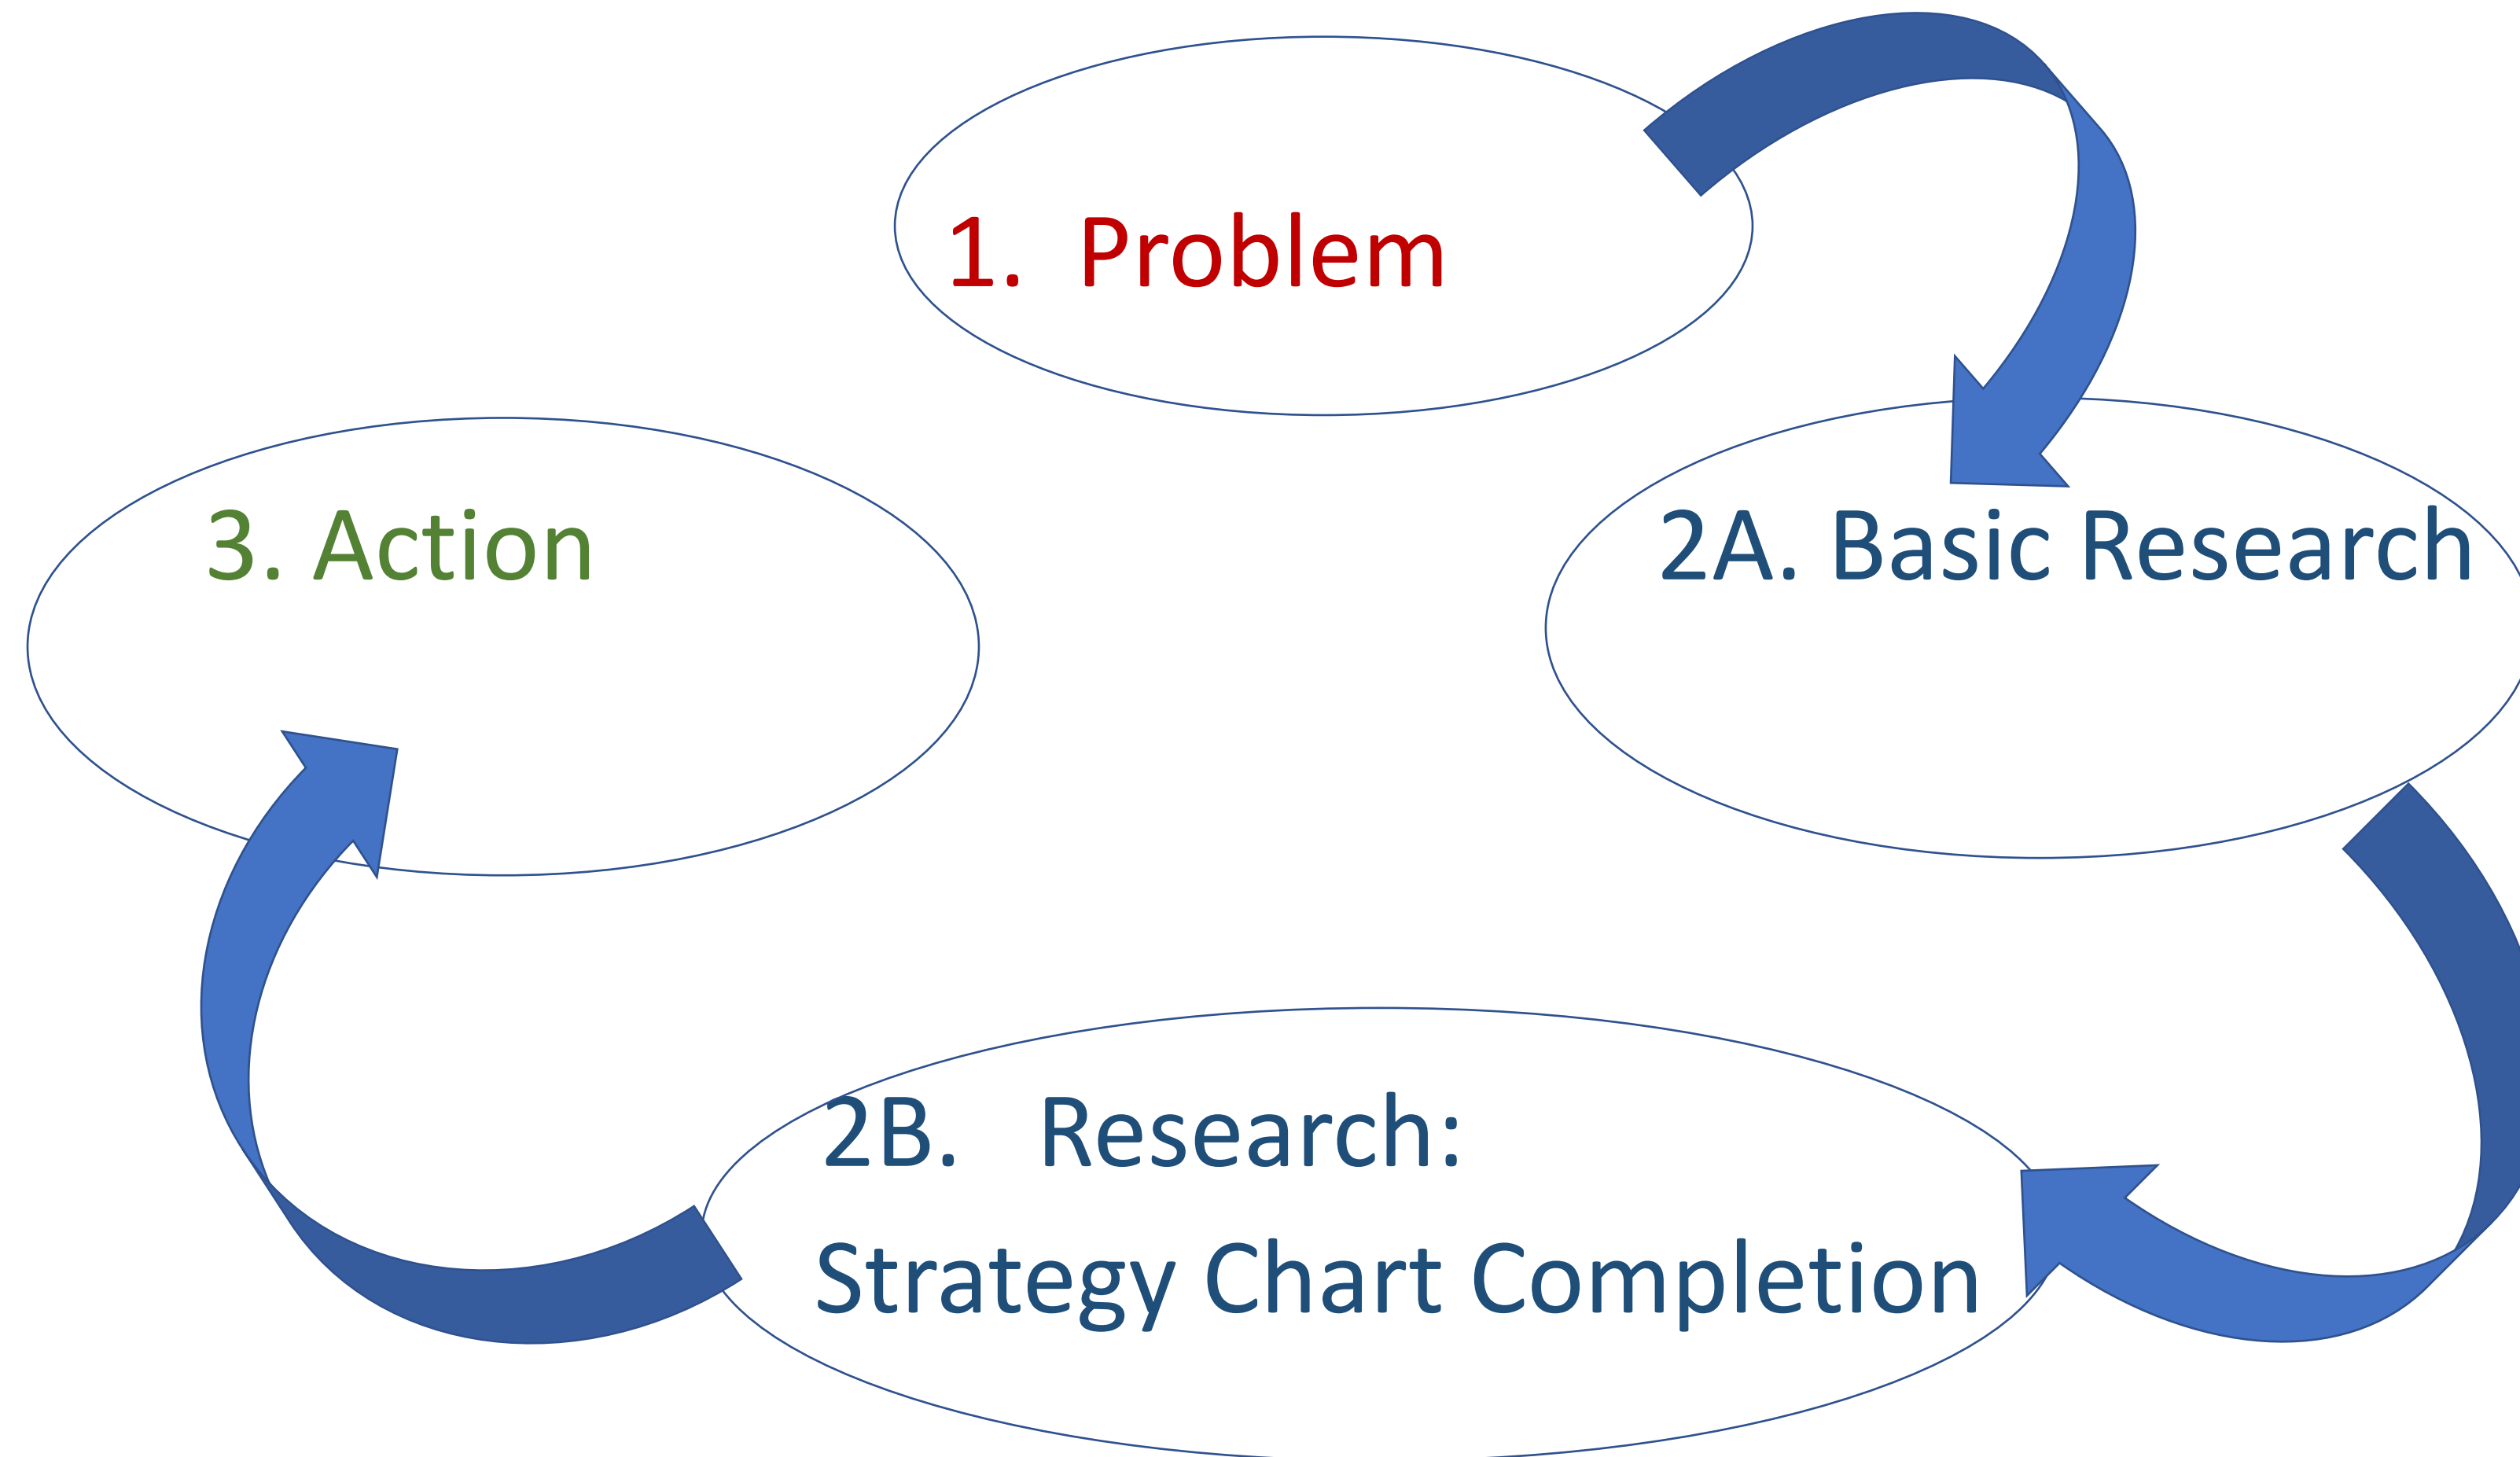 1. Problem
2A. Basic Research
2B. Research:
Strategy Chart Completion
3. Action